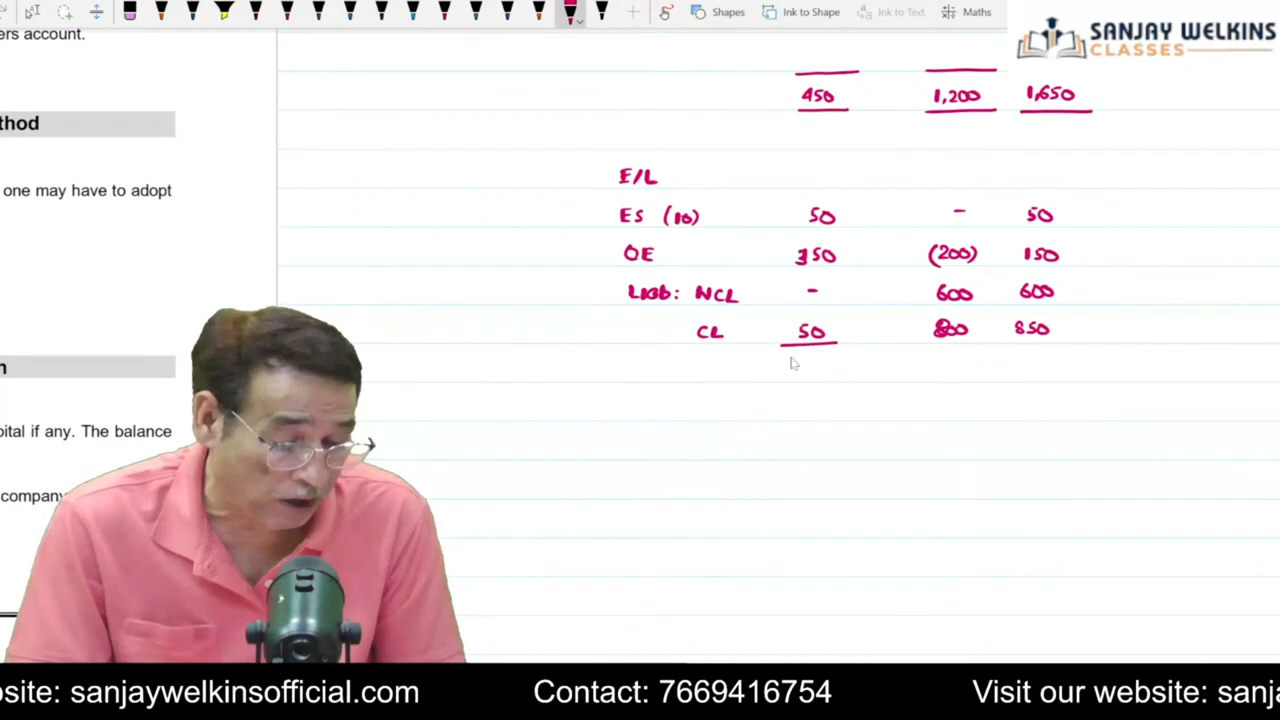 ers account.
Shapes Ink to Shape Ink to Text Maths
SANJAY WELKINS
CLASSES
450 1,200 1,650
thod
one may have to adopt
E/L
ES (10) 50 - 50
OE 350 (200) 150
Liab: NCL - 600 600
CL 50 800 850
n
pital if any. The balance
company
osite: sanjaywelkinsofficial.com Contact: 7669416754 Visit our website: sanj